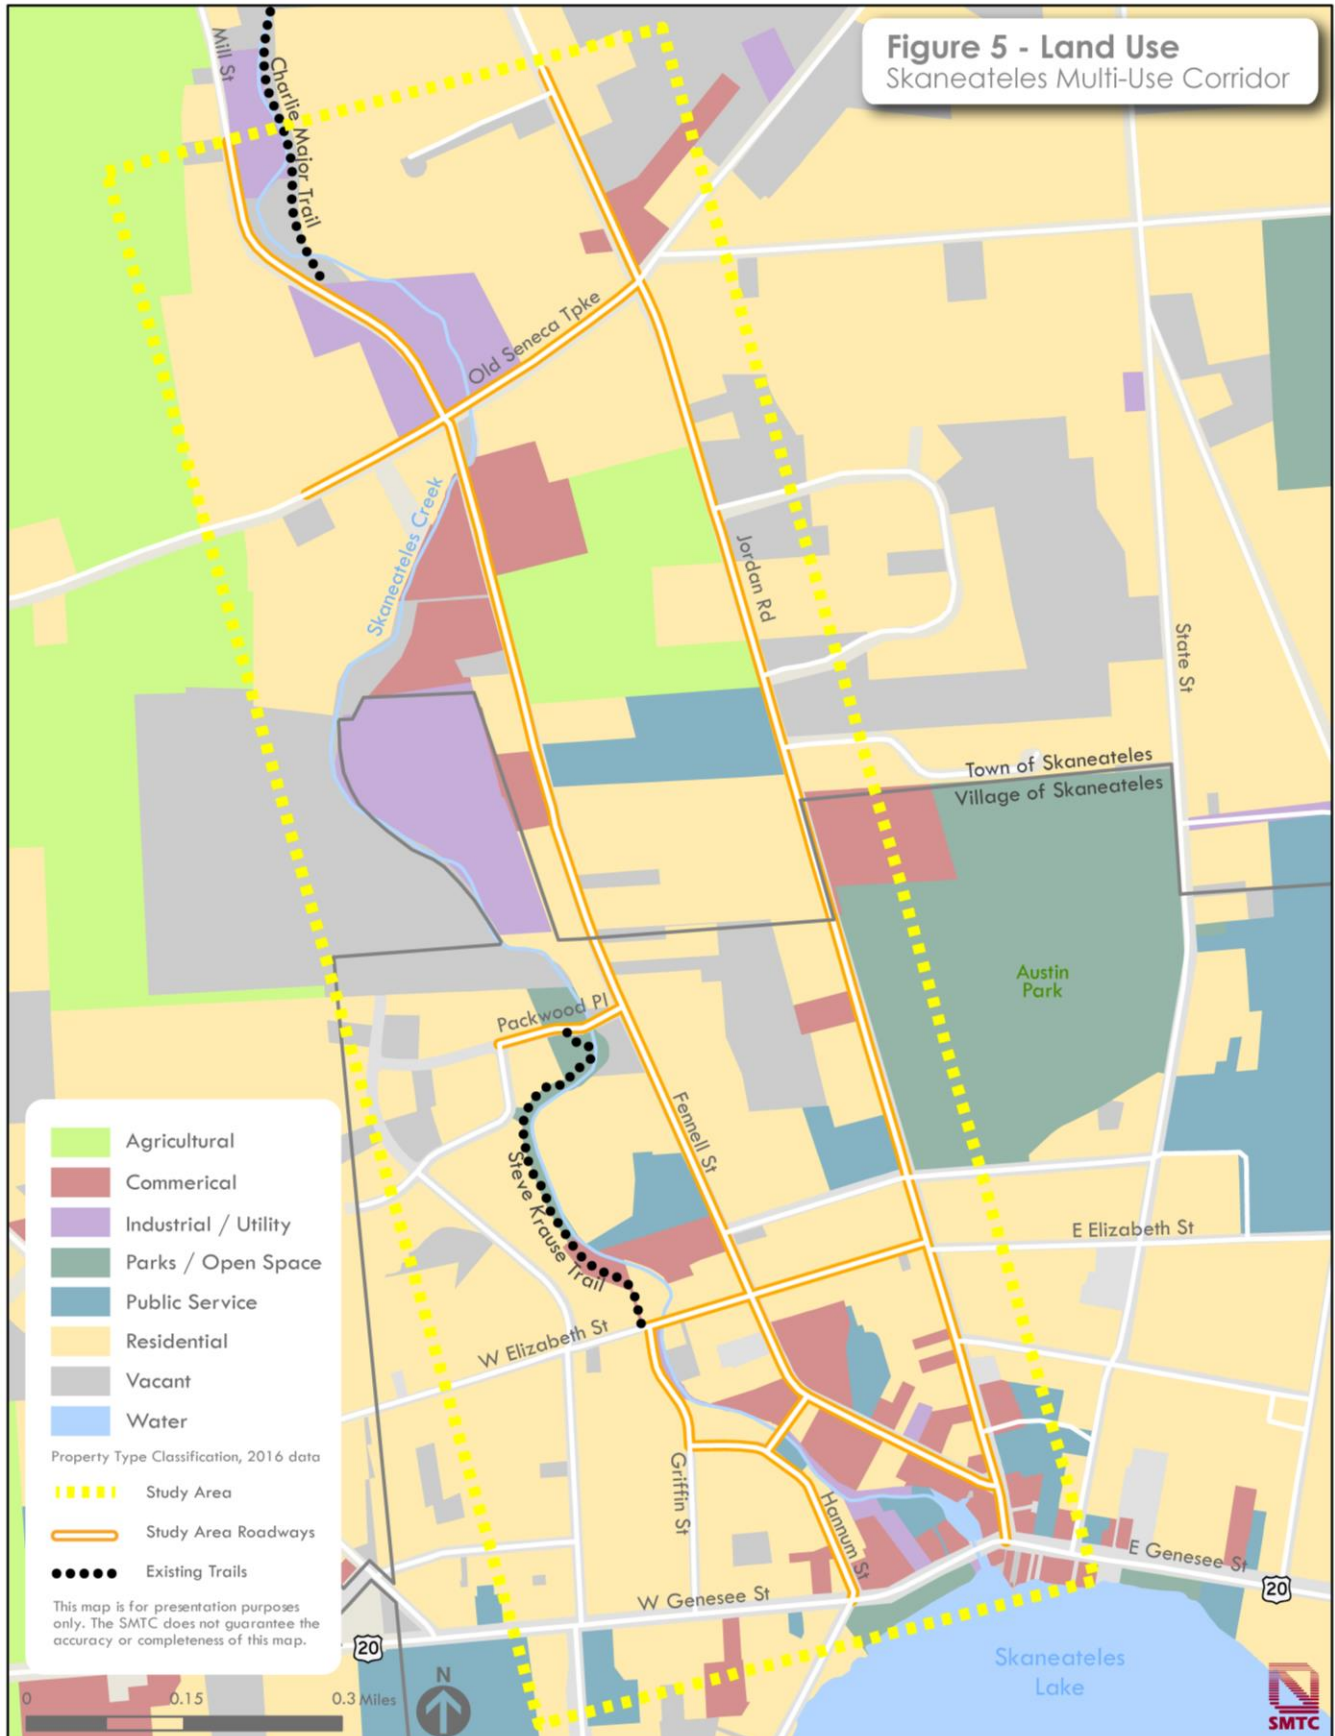 Figure 5 - Land Use
Skaneateles Multi-Use Corridor
Mill St
Charlie Major Trail
Old Seneca Tpke
Skaneateles Creek
Jordan Rd
State St
Town of Skaneateles
Village of Skaneateles
Austin
Park
Packwood Pl
Fennell St
Steve Krause Trail
E Elizabeth St
W Elizabeth St
Griffin St
Hannum St
W Genesee St
E Genesee St
20
20
Skaneateles
Lake
Agricultural
Commerical
Industrial / Utility
Parks / Open Space
Public Service
Residential
Vacant
Water
Property Type Classification, 2016 data
Study Area
Study Area Roadways
Existing Trails
This map is for presentation purposes
only. The SMTC does not guarantee the
accuracy or completeness of this map.
0 0.15 0.3 Miles
N
SMTC